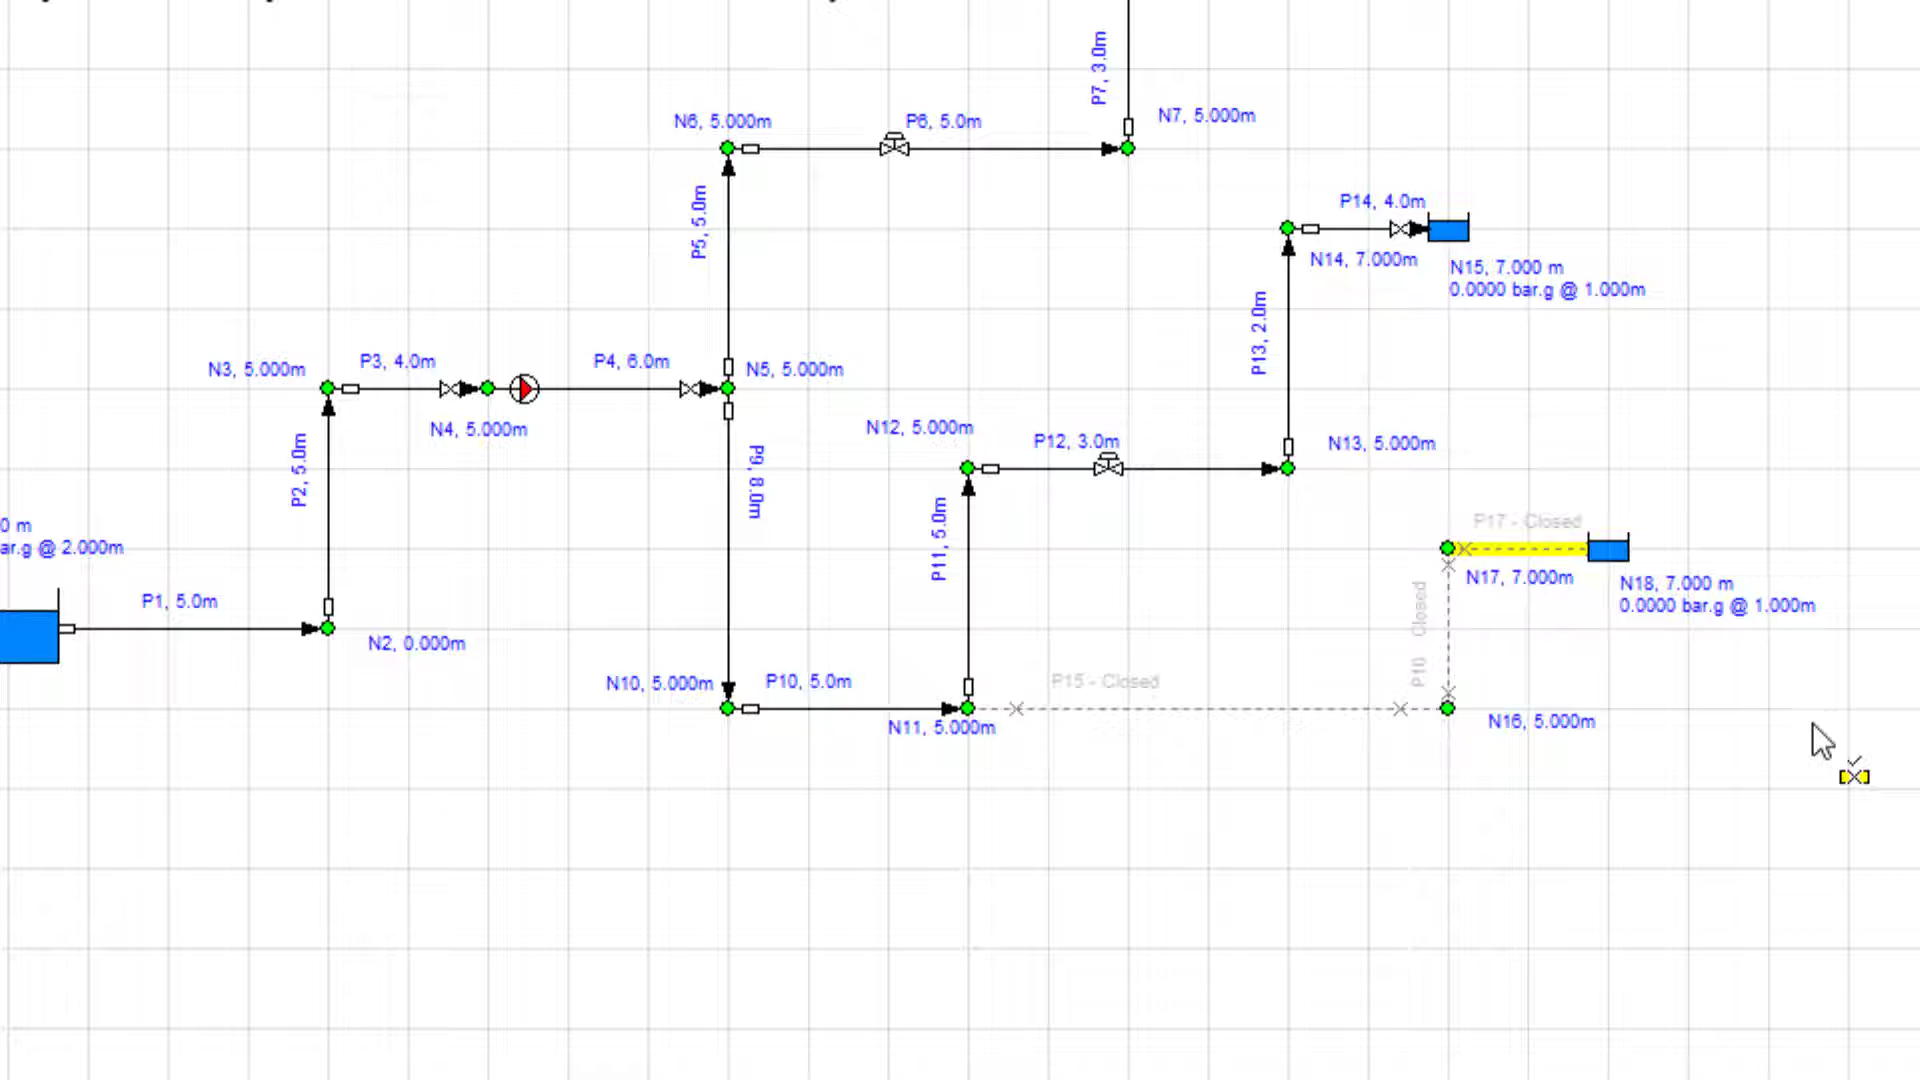 P7, 3.0m
N6, 5.000m
P6, 5.0m
N7, 5.000m
P5, 5.0m
P14, 4.0m
N14, 7.000m
N15, 7.000 m
0.0000 bar.g @ 1.000m
P13, 2.0m
N3, 5.000m
P3, 4.0m
P4, 6.0m
N5, 5.000m
N4, 5.000m
N12, 5.000m
P12, 3.0m
N13, 5.000m
P2, 5.0m
P9, 8.0m
P11, 5.0m
0 m
ar.g @ 2.000m
P17 - Closed
N17, 7.000m
N18, 7.000 m
0.0000 bar.g @ 1.000m
P1, 5.0m
N2, 0.000m
Closed
N10, 5.000m
P10, 5.0m
P15 - Closed
N11, 5.000m
N16, 5.000m